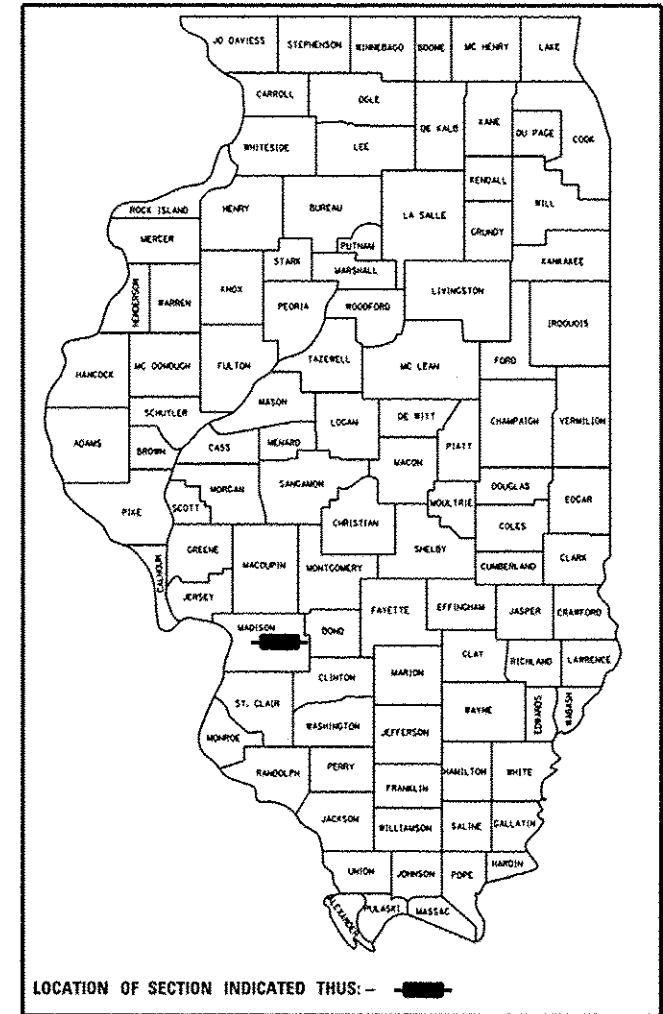 JO DAVIESS STEPHENSON WINNEBAGO BOONE MC HENRY LAKE
CARROLL OGLE DE KALB KANE DU PAGE COOK
WHITESIDE LEE
KENDALL WILL
ROCK ISLAND HENRY BUREAU LA SALLE GRUNDY
MERCER PUTNAM KANKAKEE
STARK MARSHALL
HENDERSON WARREN KNOX PEORIA WOODFORD LIVINGSTON IROQUOIS
HANCOCK MC DONOUGH FULTON TAZEWELL MC LEAN FORD
SCHUYLER MASON LOGAN DE WITT CHAMPAIGN VERMILION
ADAMS BROWN CASS MENARD MACON PIATT
PIKE SCOTT MORGAN SANGAMON CHRISTIAN MOULTRIE DOUGLAS EDGAR
COLES
CALHOUN GREENE MACOUPIN MONTGOMERY SHELBY CUMBERLAND CLARK
JERSEY FAYETTE EFFINGHAM JASPER CRAWFORD
MADISON BOND
CLAY RICHLAND LAWRENCE
CLINTON MARION
ST. CLAIR WAYNE EDWARDS WABASH
MONROE WASHINGTON JEFFERSON
RANDOLPH PERRY HAMILTON WHITE
FRANKLIN
JACKSON WILLIAMSON SALINE GALLATIN
UNION JOHNSON POPE HARDIN
ALEXANDER PULASKI MASSAC
LOCATION OF SECTION INDICATED THUS: -